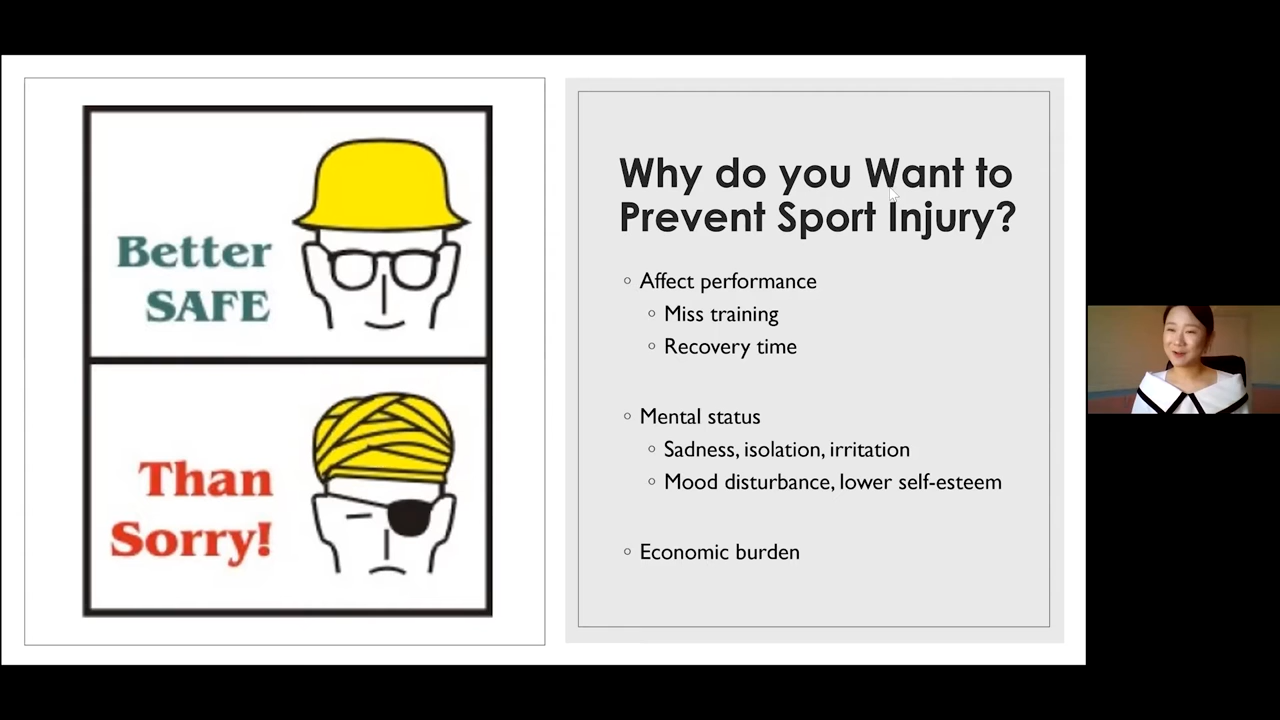 Better
SAFE
Than
Sorry!
Why do you Want to
Prevent Sport Injury?
Affect performance
Miss training
Recovery time
Mental status
Sadness, isolation, irritation
Mood disturbance, lower self-esteem
Economic burden